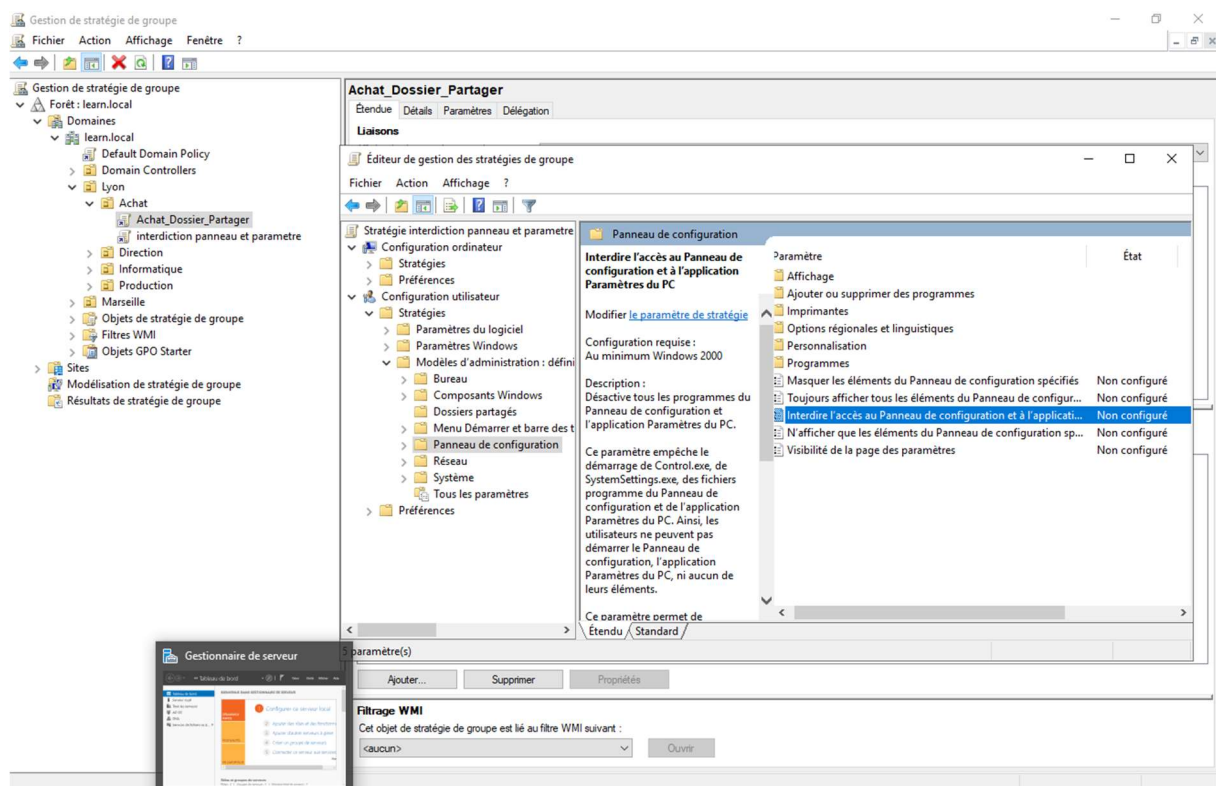 Gestion de stratégie de groupe
Fichier Action Affichage Fenêtre ?
Gestion de stratégie de groupe
Forêt : learn.local
Domaines
learn.local
Default Domain Policy
Domain Controllers
Lyon
Achat
Achat_Dossier_Partager
interdiction panneau et parametre
Direction
Informatique
Production
Marseille
Objets de stratégie de groupe
Filtres WMI
Objets GPO Starter
Sites
Modélisation de stratégie de groupe
Résultats de stratégie de groupe
Achat_Dossier_Partager
Étendue Détails Paramètres Délégation
Liaisons
Éditeur de gestion des stratégies de groupe
Fichier Action Affichage ?
Stratégie interdiction panneau et parametre
Configuration ordinateur
Stratégies
Préférences
Configuration utilisateur
Stratégies
Paramètres du logiciel
Paramètres Windows
Modèles d'administration : défini
Bureau
Composants Windows
Dossiers partagés
Menu Démarrer et barre des t
Panneau de configuration
Réseau
Système
Tous les paramètres
Préférences
Panneau de configuration
Interdire l'accès au Panneau de
configuration et à l'application
Paramètres du PC
Modifier le paramètre de stratégie
Configuration requise :
Au minimum Windows 2000
Description :
Désactive tous les programmes du
Panneau de configuration et
l'application Paramètres du PC.
Ce paramètre empêche le
démarrage de Control.exe, de
SystemSettings.exe, des fichiers
programme du Panneau de
configuration et de l'application
Paramètres du PC. Ainsi, les
utilisateurs ne peuvent pas
démarrer le Panneau de
configuration, l'application
Paramètres du PC, ni aucun de
leurs éléments.
Ce paramètre permet de
Paramètre État
Affichage
Ajouter ou supprimer des programmes
Imprimantes
Options régionales et linguistiques
Personnalisation
Programmes
Masquer les éléments du Panneau de configuration spécifiés Non configuré
Toujours afficher tous les éléments du Panneau de configur... Non configuré
Interdire l'accès au Panneau de configuration et à l'applicati... Non configuré
N'afficher que les éléments du Panneau de configuration sp... Non configuré
Visibilité de la page des paramètres Non configuré
Étendu Standard
5 paramètre(s)
Ajouter... Supprimer Propriétés
Filtrage WMI
Cet objet de stratégie de groupe est lié au filtre WMI suivant :
<aucun> Ouvrir
Gestionnaire de serveur
Tableau de bord
Configurer ce serveur local